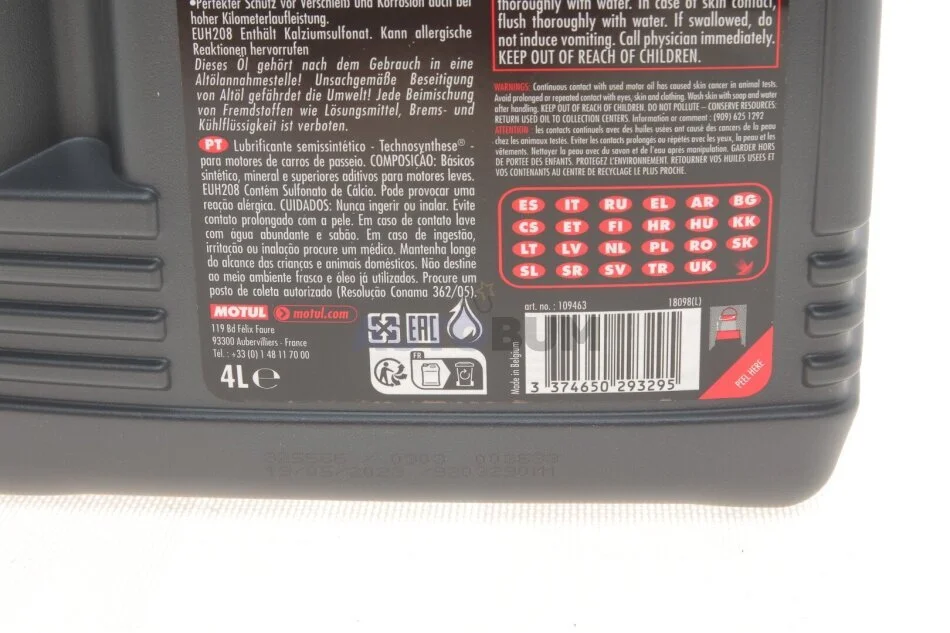 •Perfekter Schutz vor Verschleiß und Korrosion auch bei
hoher Kilometerlaufleistung.
EUH208 Enthält Kalziumsulfonat. Kann allergische
Reaktionen hervorrufen
Dieses Öl gehört nach dem Gebrauch in eine
Altölannahmestelle! Unsachgemäße Beseitigung
von Altöl gefährdet die Umwelt! Jede Beimischung
von Fremdstoffen wie Lösungsmittel, Brems- und
Kühlflüssigkeit ist verboten.
PT Lubrificante semissintético - Technosynthese® -
para motores de carros de passeio. COMPOSIÇÃO: Básicos
sintético, mineral e superiores aditivos para motores leves.
EUH208 Contém Sulfonato de Cálcio. Pode provocar uma
reação alérgica. CUIDADOS: Nunca ingerir ou inalar. Evite
contato prolongado com a pele. Em caso de contato lave
com água abundante e sabão. Em caso de ingestão,
irritação ou inalação procure um médico. Mantenha longe
do alcance das crianças e animais domésticos. Não destine
ao meio ambiente frasco e óleo já utilizados. Procure um
posto de coleta autorizado (Resolução Conama 362/05).
MOTUL motul.com
119 Bd Félix Faure
93300 Aubervilliers - France
Tél. : +33 (0) 1 48 11 70 00
4L ℮
EAC
FR
thoroughly with water. In case of skin contact,
flush thoroughly with water. If swallowed, do
not induce vomiting. Call physician immediately.
KEEP OUT OF REACH OF CHILDREN.
WARNINGS: Continuous contact with used motor oil has caused skin cancer in animal tests.
Avoid prolonged or repeated contact with eyes, skin and clothing. Wash skin with soap and water
after handling. KEEP OUT OF REACH OF CHILDREN. DO NOT POLLUTE – CONSERVE RESOURCES:
RETURN USED OIL TO COLLECTION CENTERS. Information or comment : (909) 625 1292
ATTENTION : les contacts continuels avec des huiles usées ont causé des cancers de la peau
chez les animaux testés. Eviter les contacts prolongés ou répétés avec les yeux, la peau et les
vêtements. Nettoyer la peau avec du savon et de l'eau après manipulation. GARDER HORS
DE PORTEE DES ENFANTS. PROTEGEZ L'ENVIRONNEMENT. RETOURNER VOS HUILES USEES ET
VOS CONTENANTS AU CENTRE DE RECYCLAGE LE PLUS PROCHE.
ES IT RU EL AR BG
CS ET FI HR HU KK
LT LV NL PL RO SK
SL SR SV TR UK
art. no. : 109463 18098(L)
Made in Belgium
3 374650 293295
PEEL HERE